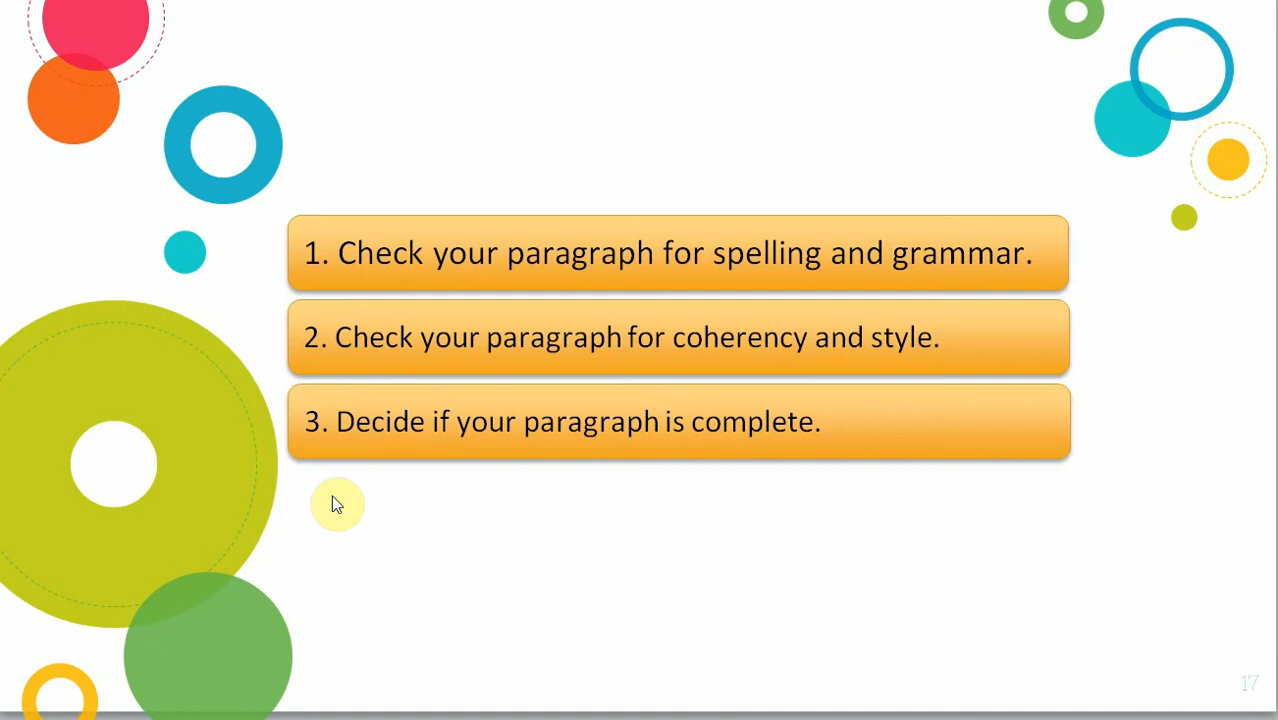 1. Check your paragraph for spelling and grammar.
2. Check your paragraph for coherency and style.
3. Decide if your paragraph is complete.
17